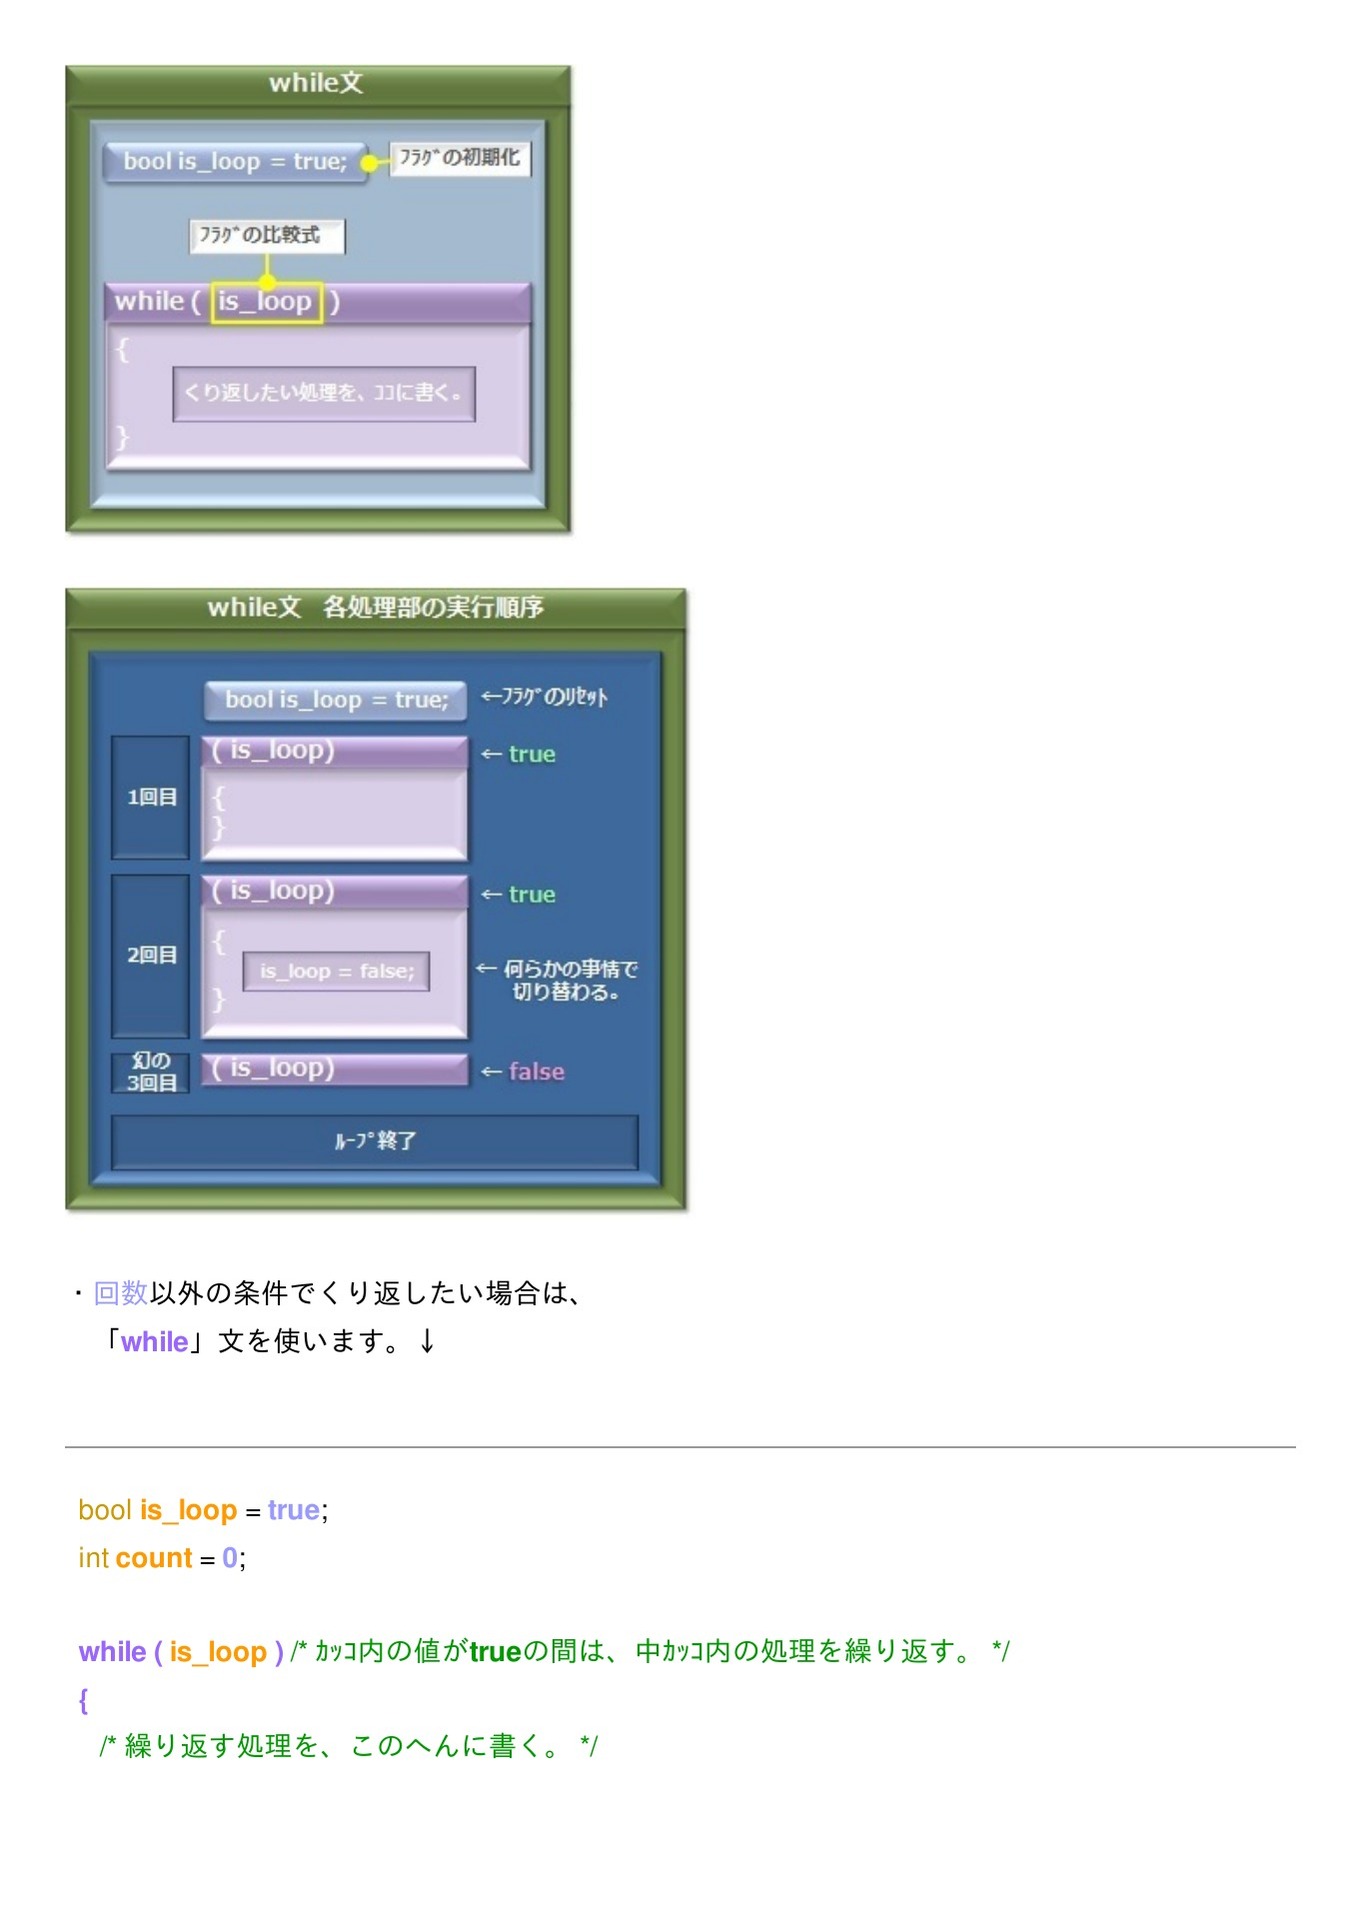 while文
bool is_loop = true;
ﾌﾗｸﾞの初期化
ﾌﾗｸﾞの比較式
while ( is_loop )
{
くり返したい処理を、ｺｺに書く。
}
while文　各処理部の実行順序
bool is_loop = true;
←ﾌﾗｸﾞのﾘｾｯﾄ
1回目
( is_loop)
← true
{
}
2回目
( is_loop)
← true
{
is_loop = false;
← 何らかの事情で
切り替わる。
}
幻の
3回目
( is_loop)
← false
ﾙｰﾌﾟ終了
・回数以外の条件でくり返したい場合は、
「while」文を使います。↓
bool is_loop = true;
int count = 0;
while ( is_loop ) /* ｶｯｺ内の値がtrueの間は、中ｶｯｺ内の処理を繰り返す。 */
{
/* 繰り返す処理を、このへんに書く。 */